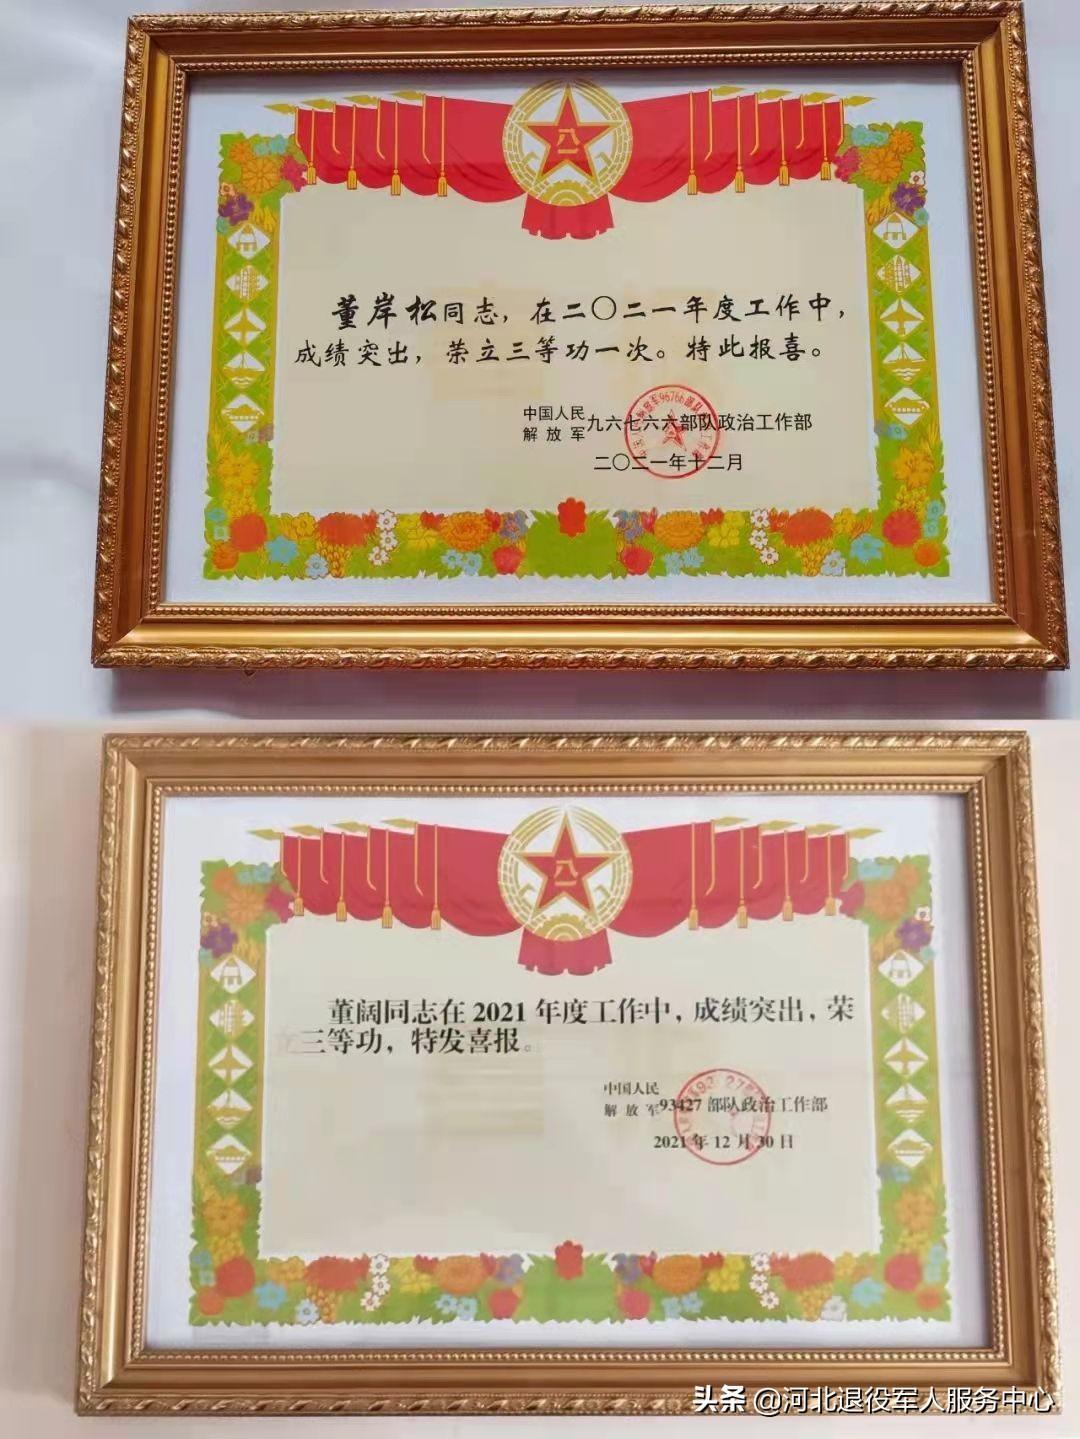 八一
董岸松同志，在二〇二一年度工作中，
成绩突出，荣立三等功一次。特此报喜。
中国人民
解放军九六七六六部队政治工作部
二〇二一年十二月
八一
董阔同志在2021年度工作中，成绩突出，荣
立三等功，特发喜报。
中国人民
解放军93427部队政治工作部
2021年12月30日
头条 @河北退役军人服务中心